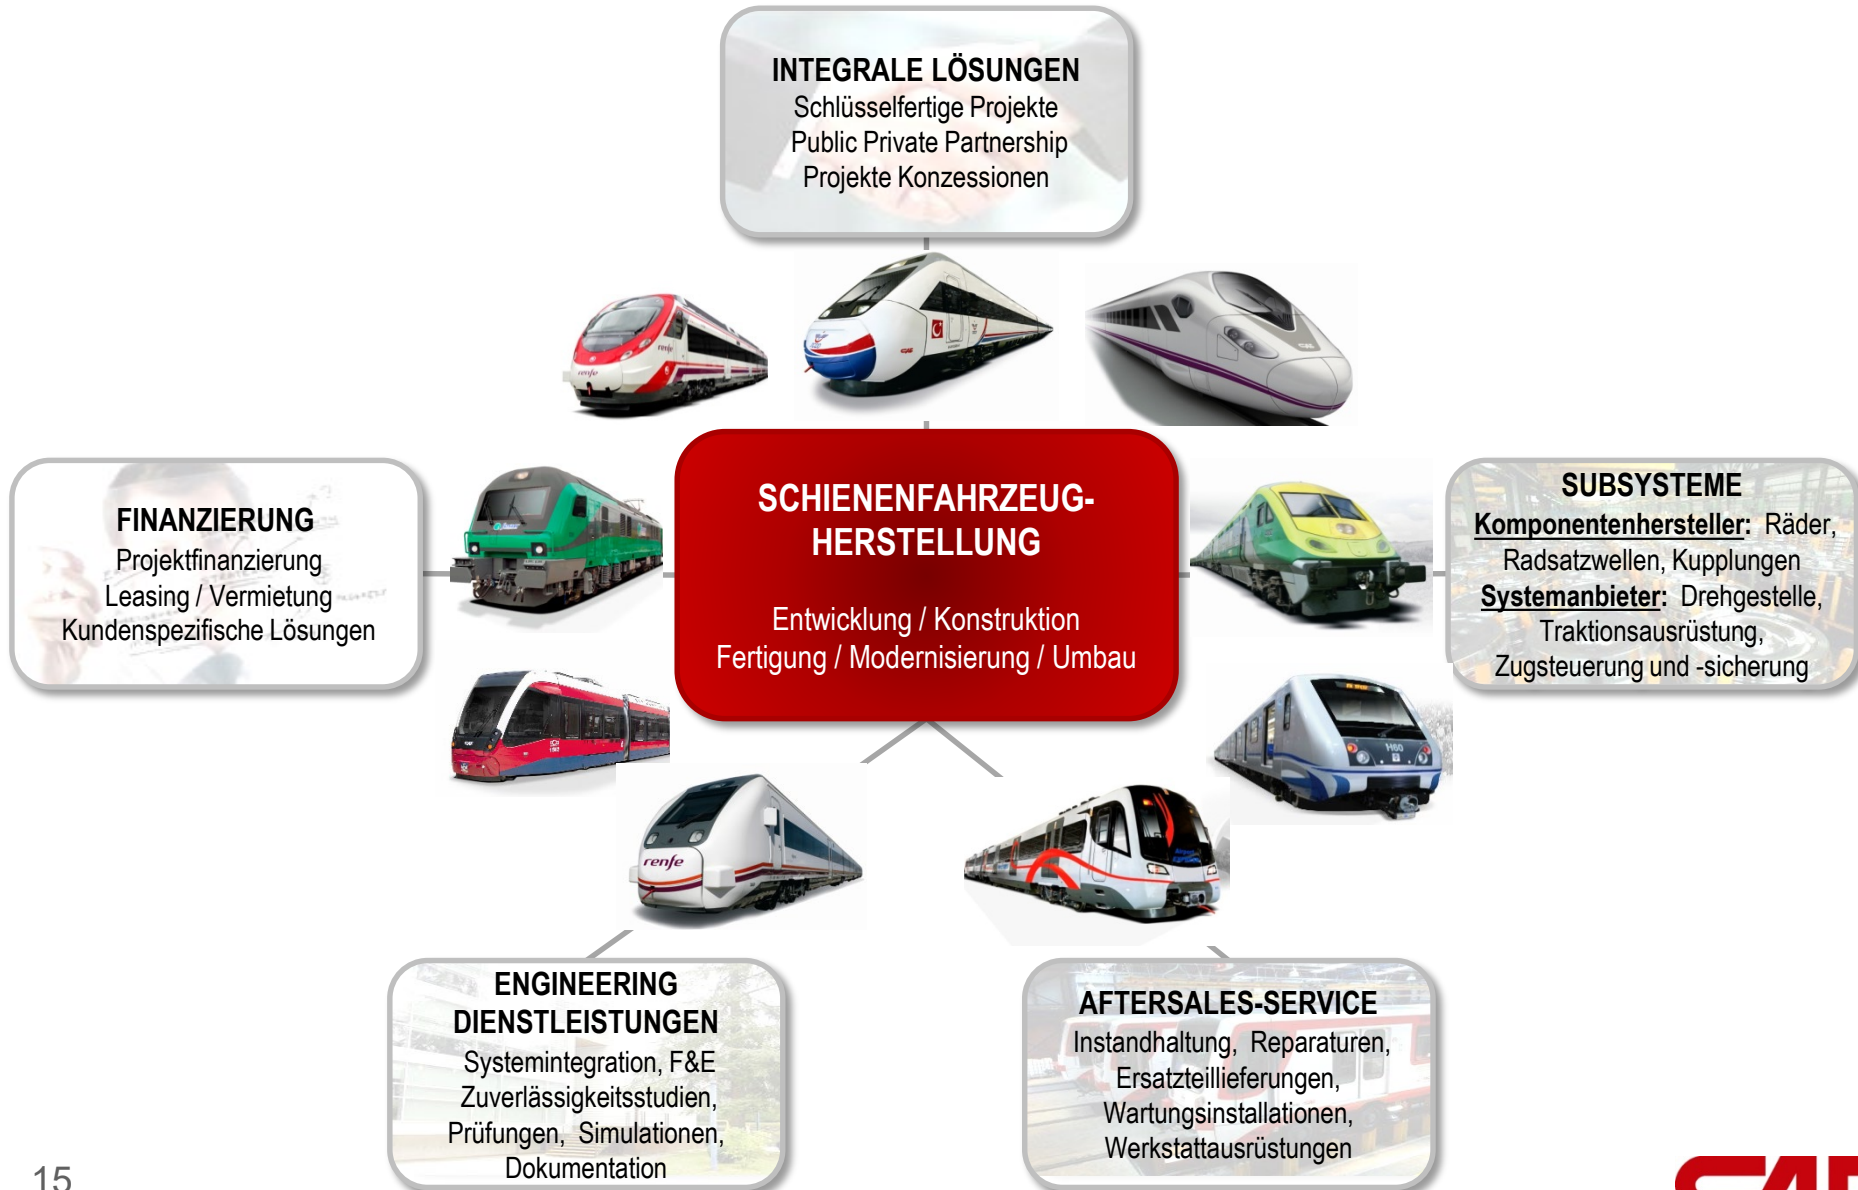 INTEGRALE LÖSUNGEN
Schlüsselfertige Projekte
Public Private Partnership
Projekte Konzessionen
renfe
renfe
FINANZIERUNG
Projektfinanzierung
Leasing / Vermietung
Kundenspezifische Lösungen
SCHIENENFAHRZEUG-
HERSTELLUNG
Entwicklung / Konstruktion
Fertigung / Modernisierung / Umbau
SUBSYSTEME
Komponentenhersteller: Räder,
Radsatzwellen, Kupplungen
Systemanbieter: Drehgestelle,
Traktionsausrüstung,
Zugsteuerung und -sicherung
H60
renfe
ENGINEERING
DIENSTLEISTUNGEN
Systemintegration, F&E
Zuverlässigkeitsstudien,
Prüfungen, Simulationen,
Dokumentation
AFTERSALES-SERVICE
Instandhaltung, Reparaturen,
Ersatzteillieferungen,
Wartungsinstallationen,
Werkstattausrüstungen
15